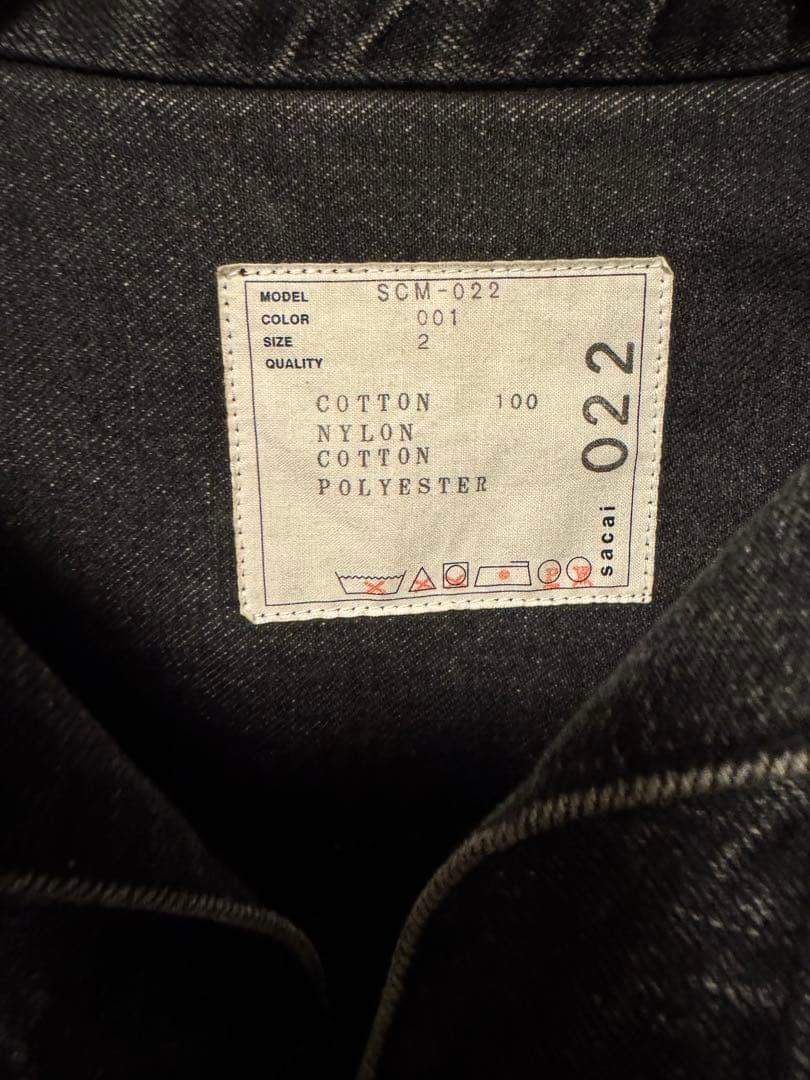 MODEL SCM-022
COLOR 001
SIZE 2
QUALITY
COTTON 100
NYLON
COTTON
POLYESTER
sacai 022
P W